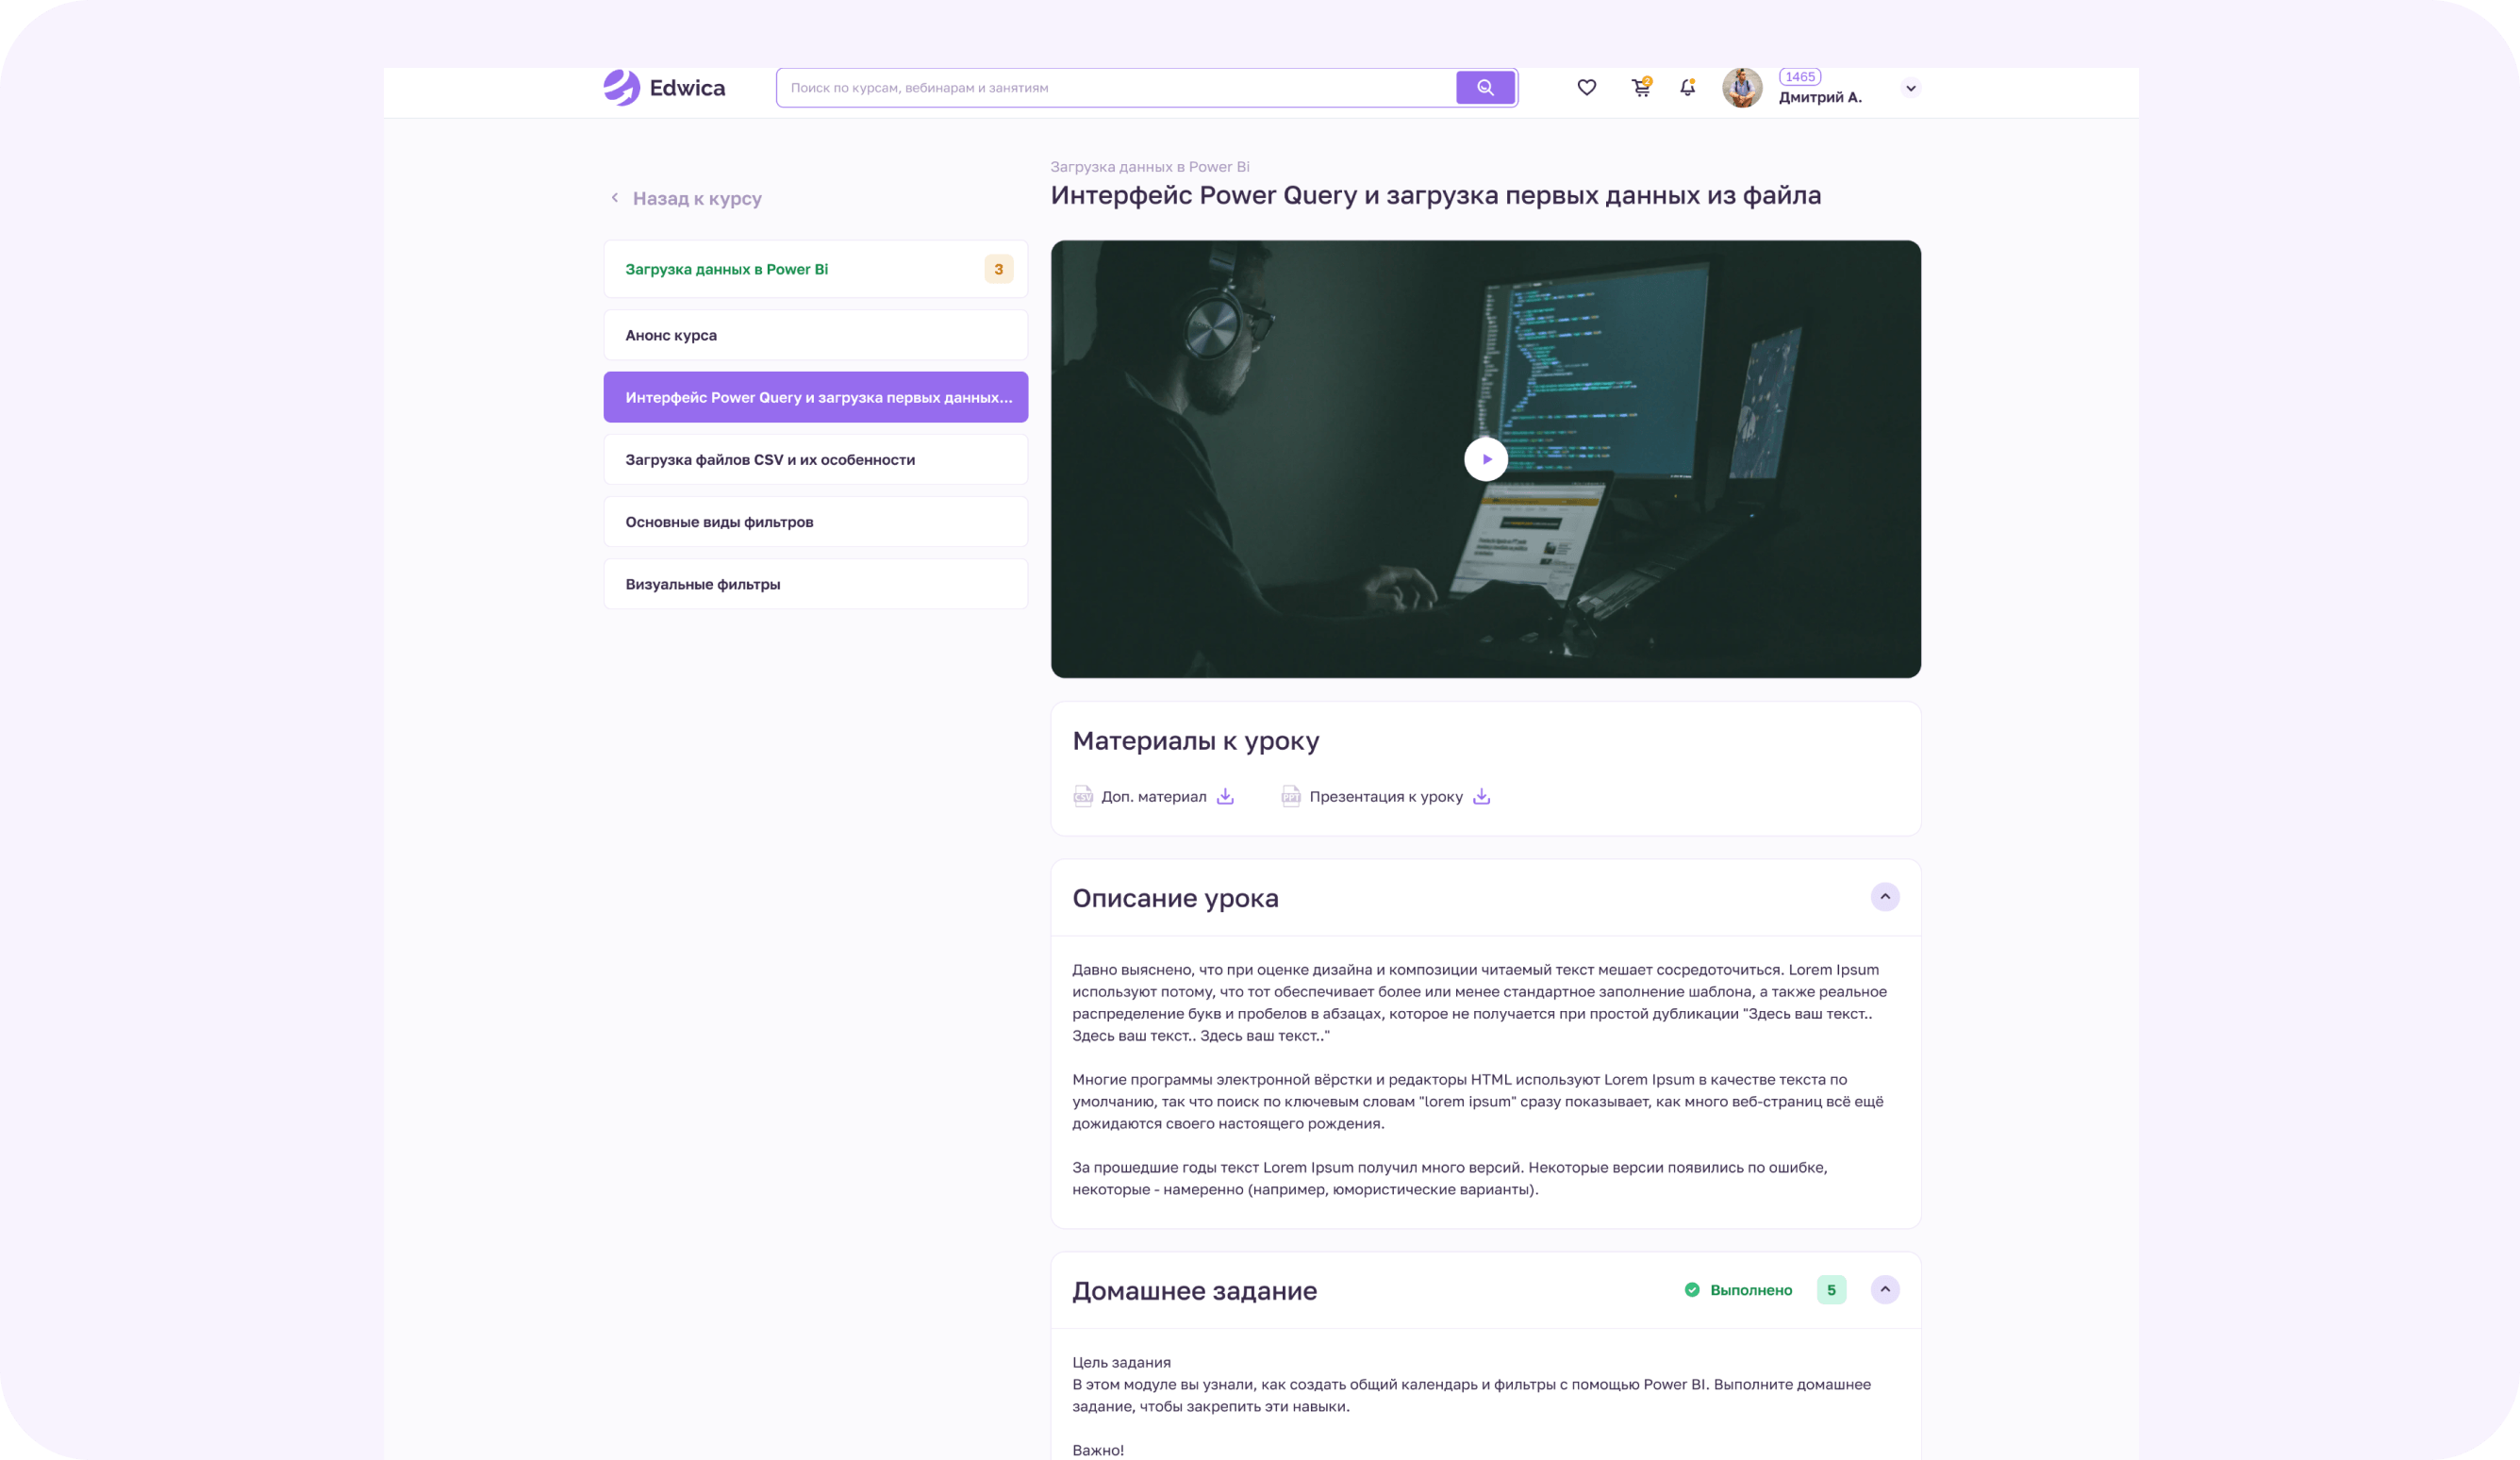 Edwica
Поиск по курсам, вебинарам и занятиям
2
1465
Дмитрий А.
Назад к курсу
Загрузка данных в Power Bi
3
Анонс курса
Интерфейс Power Query и загрузка первых данных...
Загрузка файлов CSV и их особенности
Основные виды фильтров
Визуальные фильтры
Загрузка данных в Power Bi
Интерфейс Power Query и загрузка первых данных из файла
Материалы к уроку
CSV Доп. материал
PPT Презентация к уроку
Описание урока
Давно выяснено, что при оценке дизайна и композиции читаемый текст мешает сосредоточиться. Lorem Ipsum
используют потому, что тот обеспечивает более или менее стандартное заполнение шаблона, а также реальное
распределение букв и пробелов в абзацах, которое не получается при простой дубликации "Здесь ваш текст..
Здесь ваш текст.. Здесь ваш текст.."
Многие программы электронной вёрстки и редакторы HTML используют Lorem Ipsum в качестве текста по
умолчанию, так что поиск по ключевым словам "lorem ipsum" сразу показывает, как много веб-страниц всё ещё
дожидаются своего настоящего рождения.
За прошедшие годы текст Lorem Ipsum получил много версий. Некоторые версии появились по ошибке,
некоторые - намеренно (например, юмористические варианты).
Домашнее задание
Выполнено
5
Цель задания
В этом модуле вы узнали, как создать общий календарь и фильтры с помощью Power BI. Выполните домашнее
задание, чтобы закрепить эти навыки.
Важно!